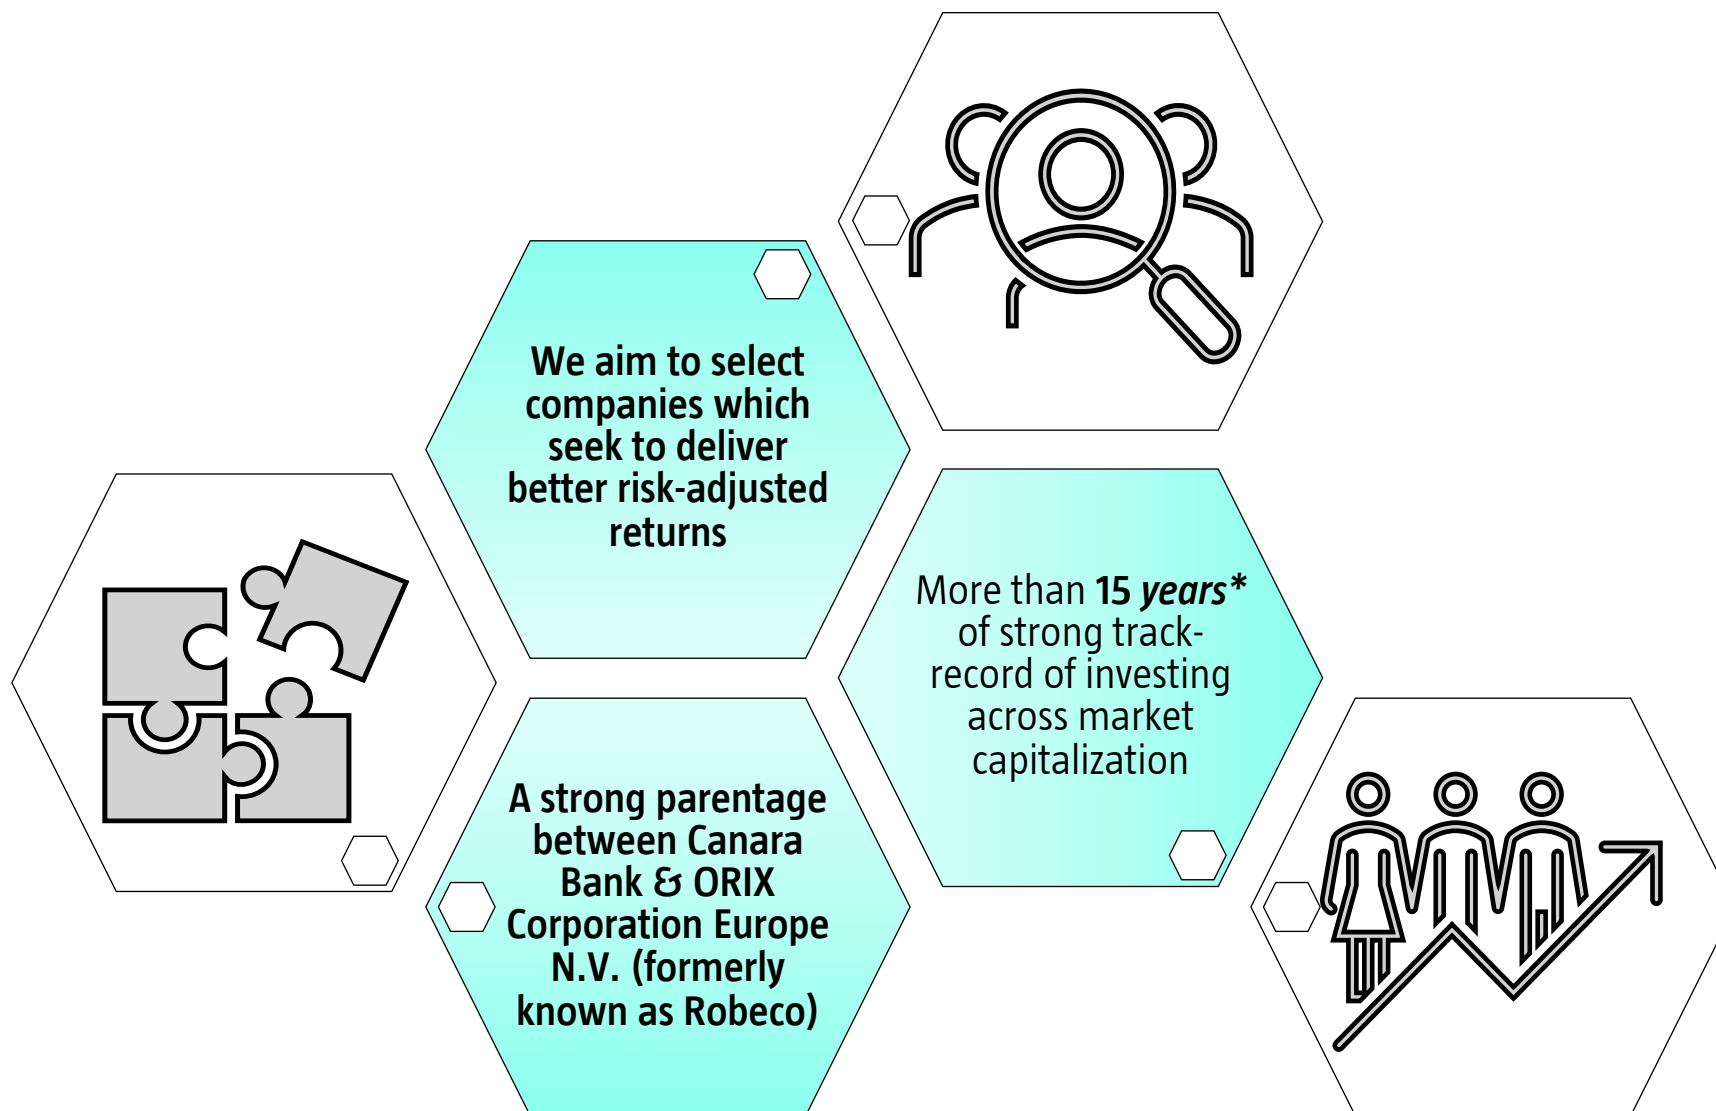 We aim to select
companies which
seek to deliver
better risk-adjusted
returns
More than 15 years*
of strong track-
record of investing
across market
capitalization
A strong parentage
between Canara
Bank & ORIX
Corporation Europe
N.V. (formerly
known as Robeco)